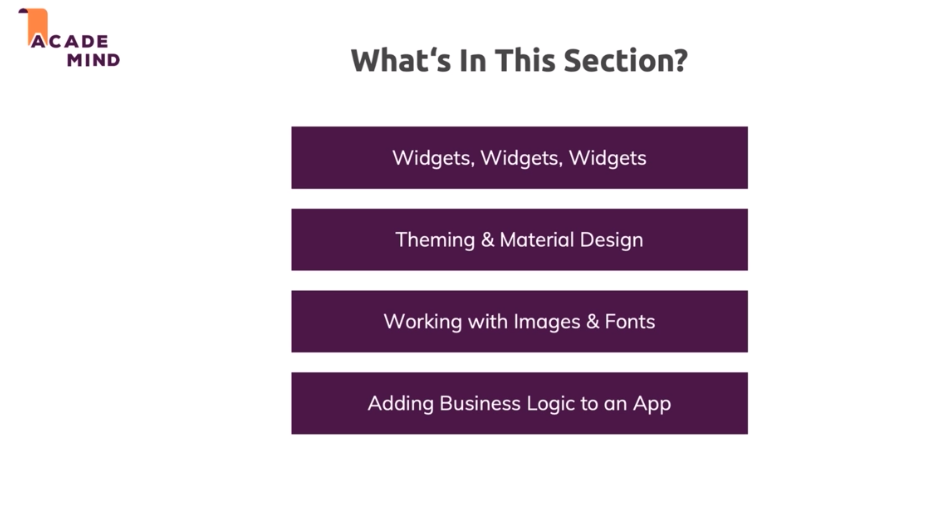 ACADE
MIND
What‘s In This Section?
Widgets, Widgets, Widgets
Theming & Material Design
Working with Images & Fonts
Adding Business Logic to an App